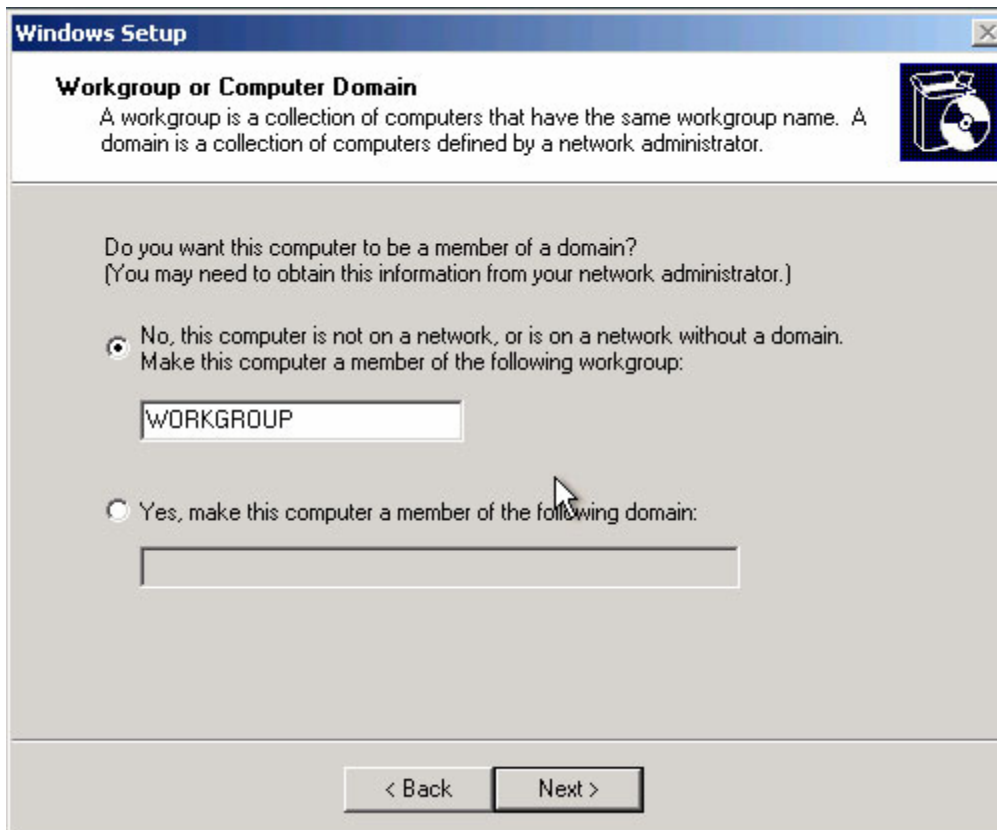 Windows Setup
Workgroup or Computer Domain
A workgroup is a collection of computers that have the same workgroup name.  A
domain is a collection of computers defined by a network administrator.
Do you want this computer to be a member of a domain?
(You may need to obtain this information from your network administrator.)
No, this computer is not on a network, or is on a network without a domain.
Make this computer a member of the following workgroup:
WORKGROUP
Yes, make this computer a member of the following domain:
< Back
Next >